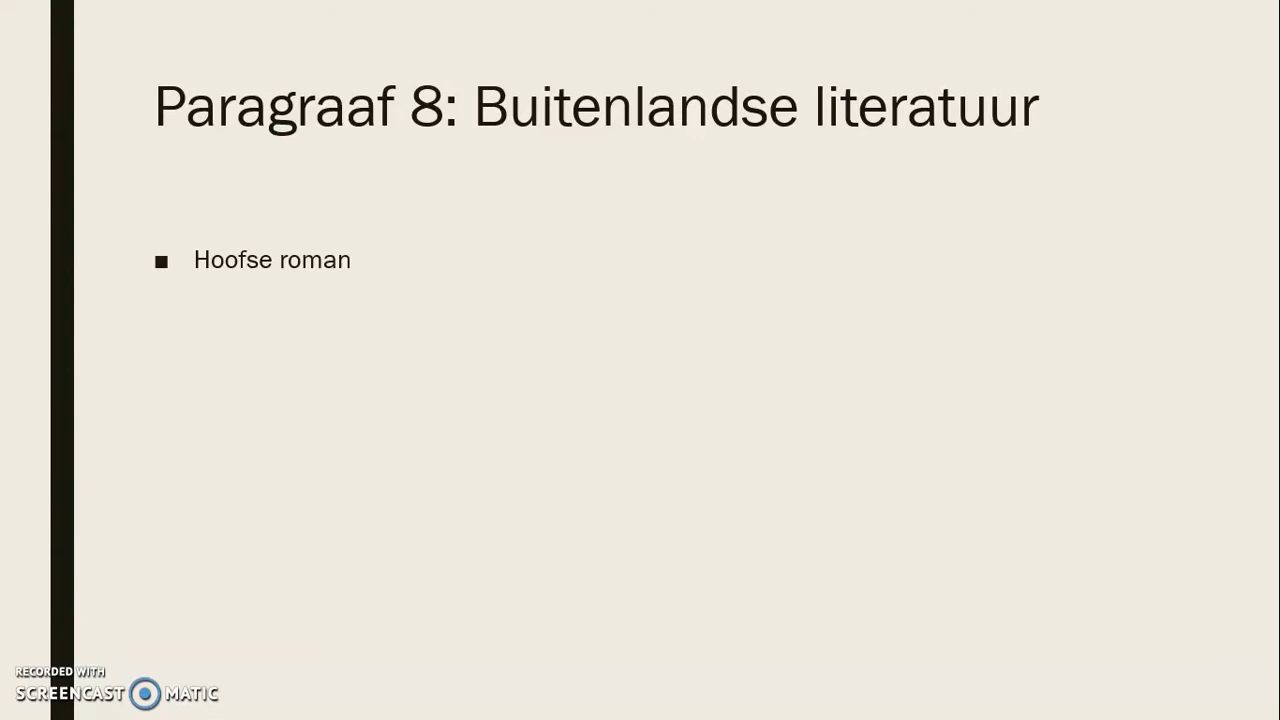 Paragraaf 8: Buitenlandse literatuur
■ Hoofse roman
RECORDED WITH
SCREENCAST MATIC